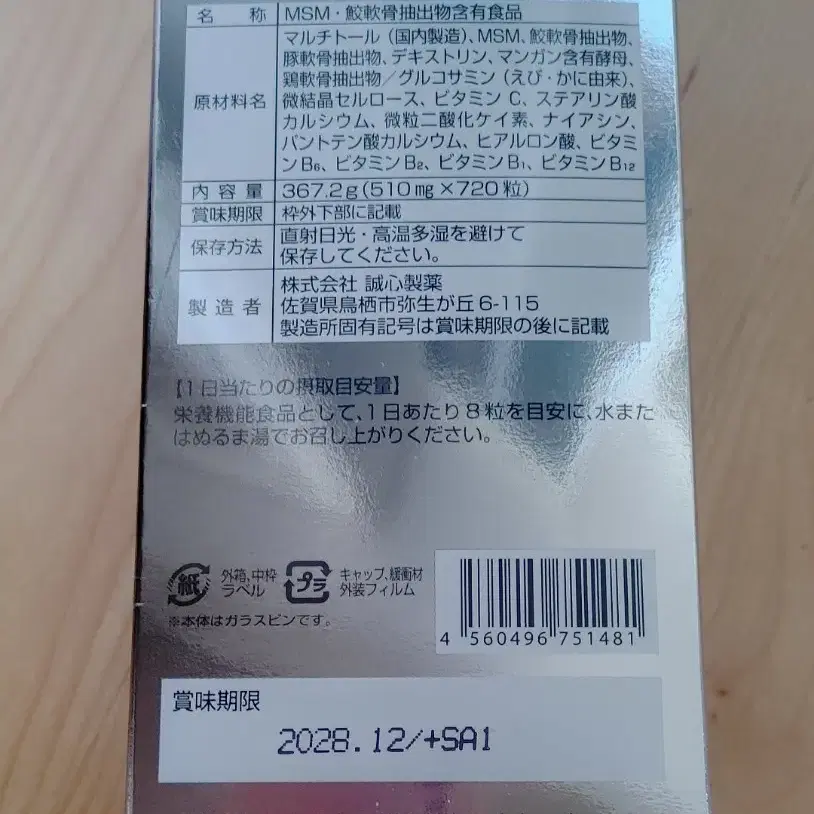 名 称 MSM・鮫軟骨抽出物含有食品
原材料名
マルチトール（国内製造）、MSM、鮫軟骨抽出物、
豚軟骨抽出物、デキストリン、マンガン含有酵母、
鶏軟骨抽出物／グルコサミン（えび・かに由来）、
微結晶セルロース、ビタミンC、ステアリン酸
カルシウム、微粒二酸化ケイ素、ナイアシン、
パントテン酸カルシウム、ヒアルロン酸、ビタミ
ンB6、ビタミンB2、ビタミンB1、ビタミンB12
内容量 367.2g（510㎎×720粒）
賞味期限 枠外下部に記載
保存方法
直射日光・高温多湿を避けて
保存してください。
製造者
株式会社 誠心製薬
佐賀県鳥栖市弥生が丘6-115
製造所固有記号は賞味期限の後に記載
【1日当たりの摂取目安量】
栄養機能食品として、1日あたり8粒を目安に、水また
はぬるま湯でお召し上がりください。
紙 外箱、中枠
ラベル
プラ キャップ、緩衝材
外装フィルム
※本体はガラスビンです。
4 560496 751481
賞味期限
2028.12/+SA1